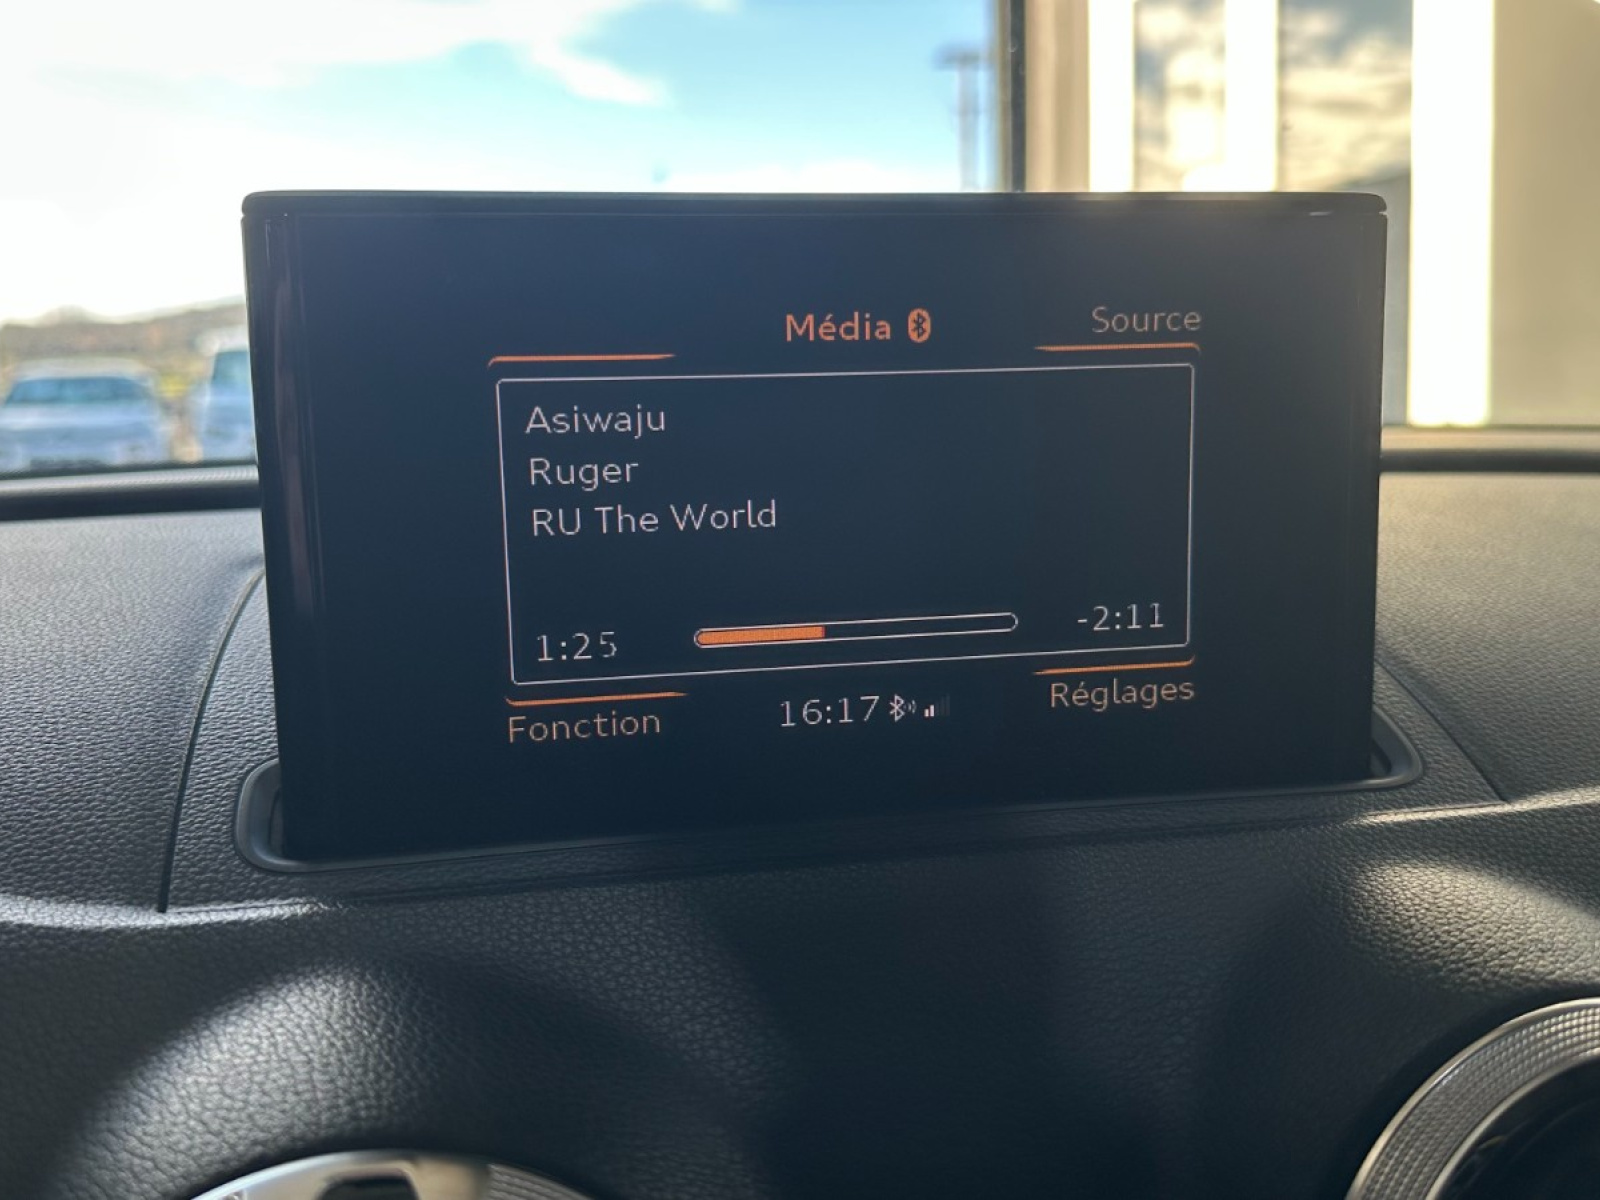 Média
Source
Asiwaju
Ruger
RU The World
1:25
-2:11
Fonction
16:17
Réglages